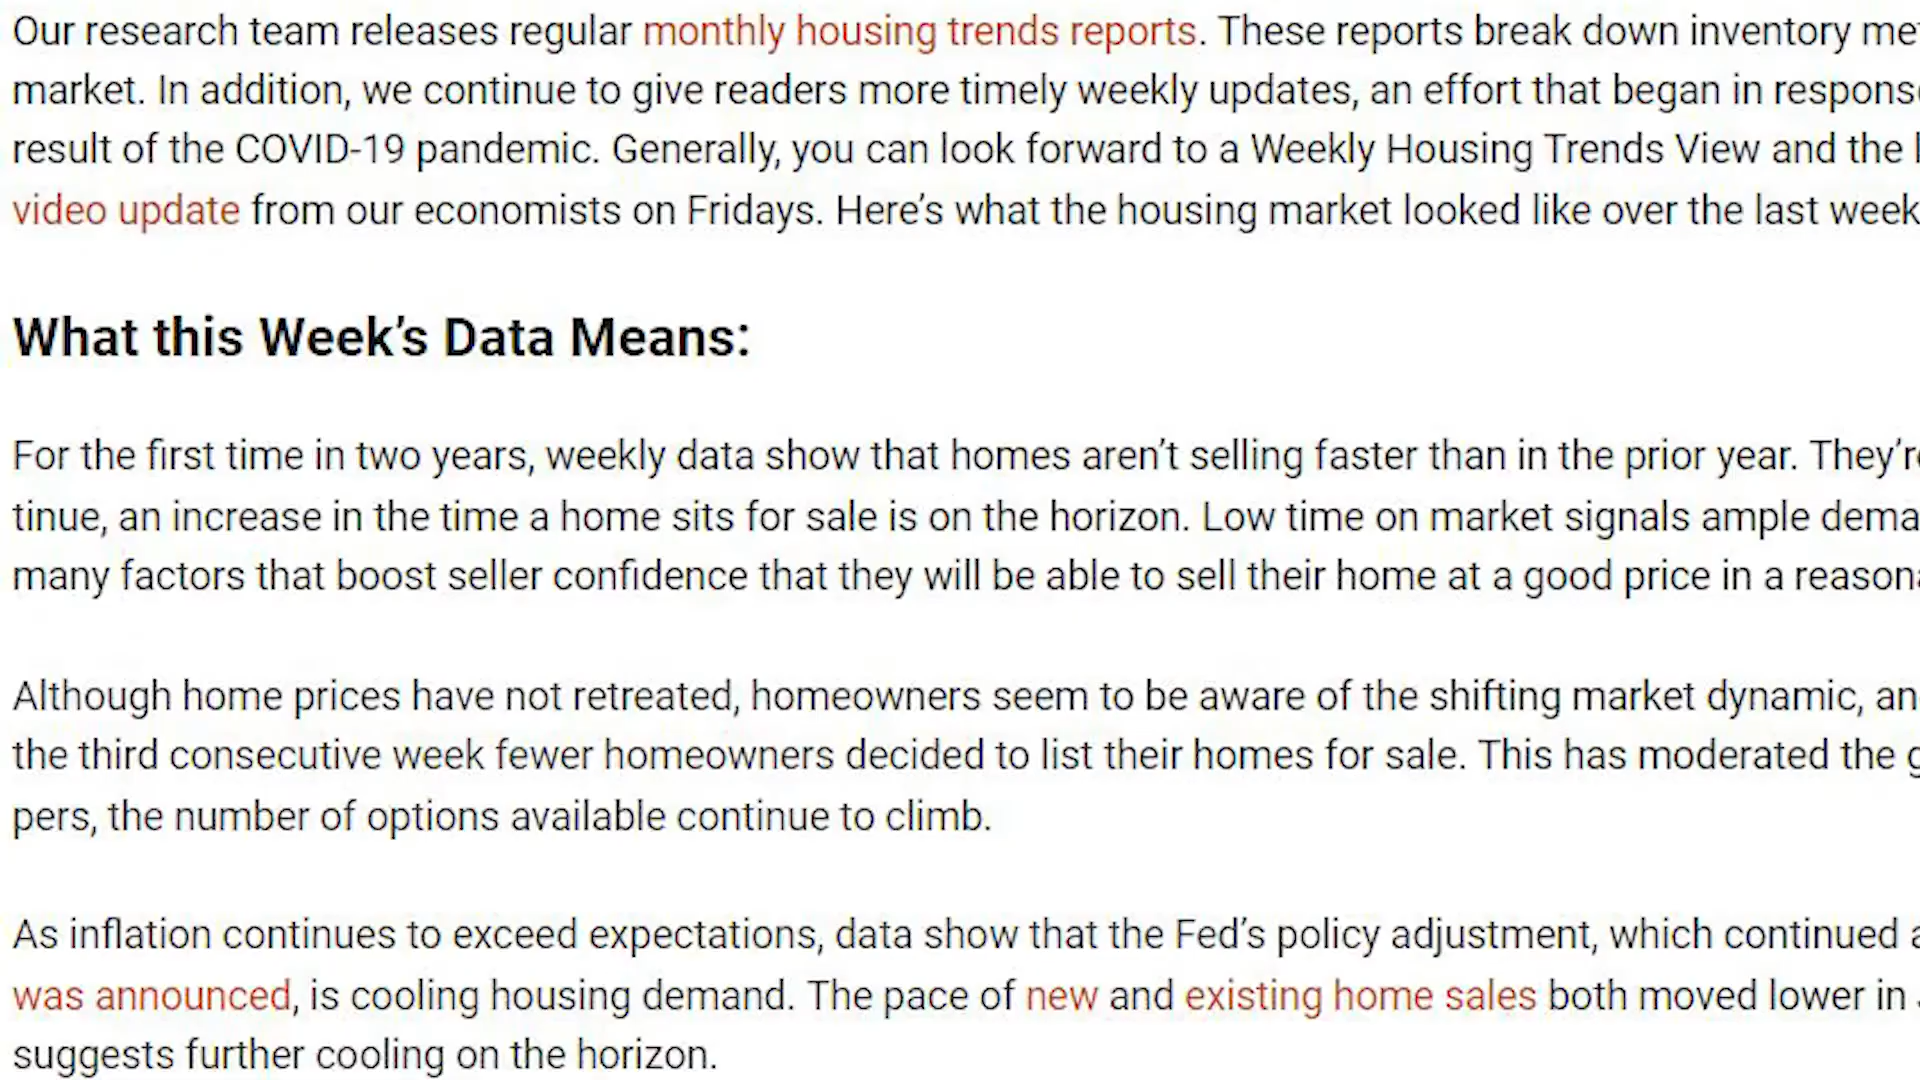 Our research team releases regular monthly housing trends reports. These reports break down inventory
market. In addition, we continue to give readers more timely weekly updates, an effort that began in
result of the COVID-19 pandemic. Generally, you can look forward to a Weekly Housing Trends View and the
video update from our economists on Fridays. Here’s what the housing market looked like over the last week
What this Week’s Data Means:
For the first time in two years, weekly data show that homes aren’t selling faster than in the prior year.
tinue, an increase in the time a home sits for sale is on the horizon. Low time on market signals ample
many factors that boost seller confidence that they will be able to sell their home at a good price in a
Although home prices have not retreated, homeowners seem to be aware of the shifting market dynamic,
the third consecutive week fewer homeowners decided to list their homes for sale. This has moderated the
pers, the number of options available continue to climb.
As inflation continues to exceed expectations, data show that the Fed’s policy adjustment, which continued
was announced, is cooling housing demand. The pace of new and existing home sales both moved lower in
suggests further cooling on the horizon.